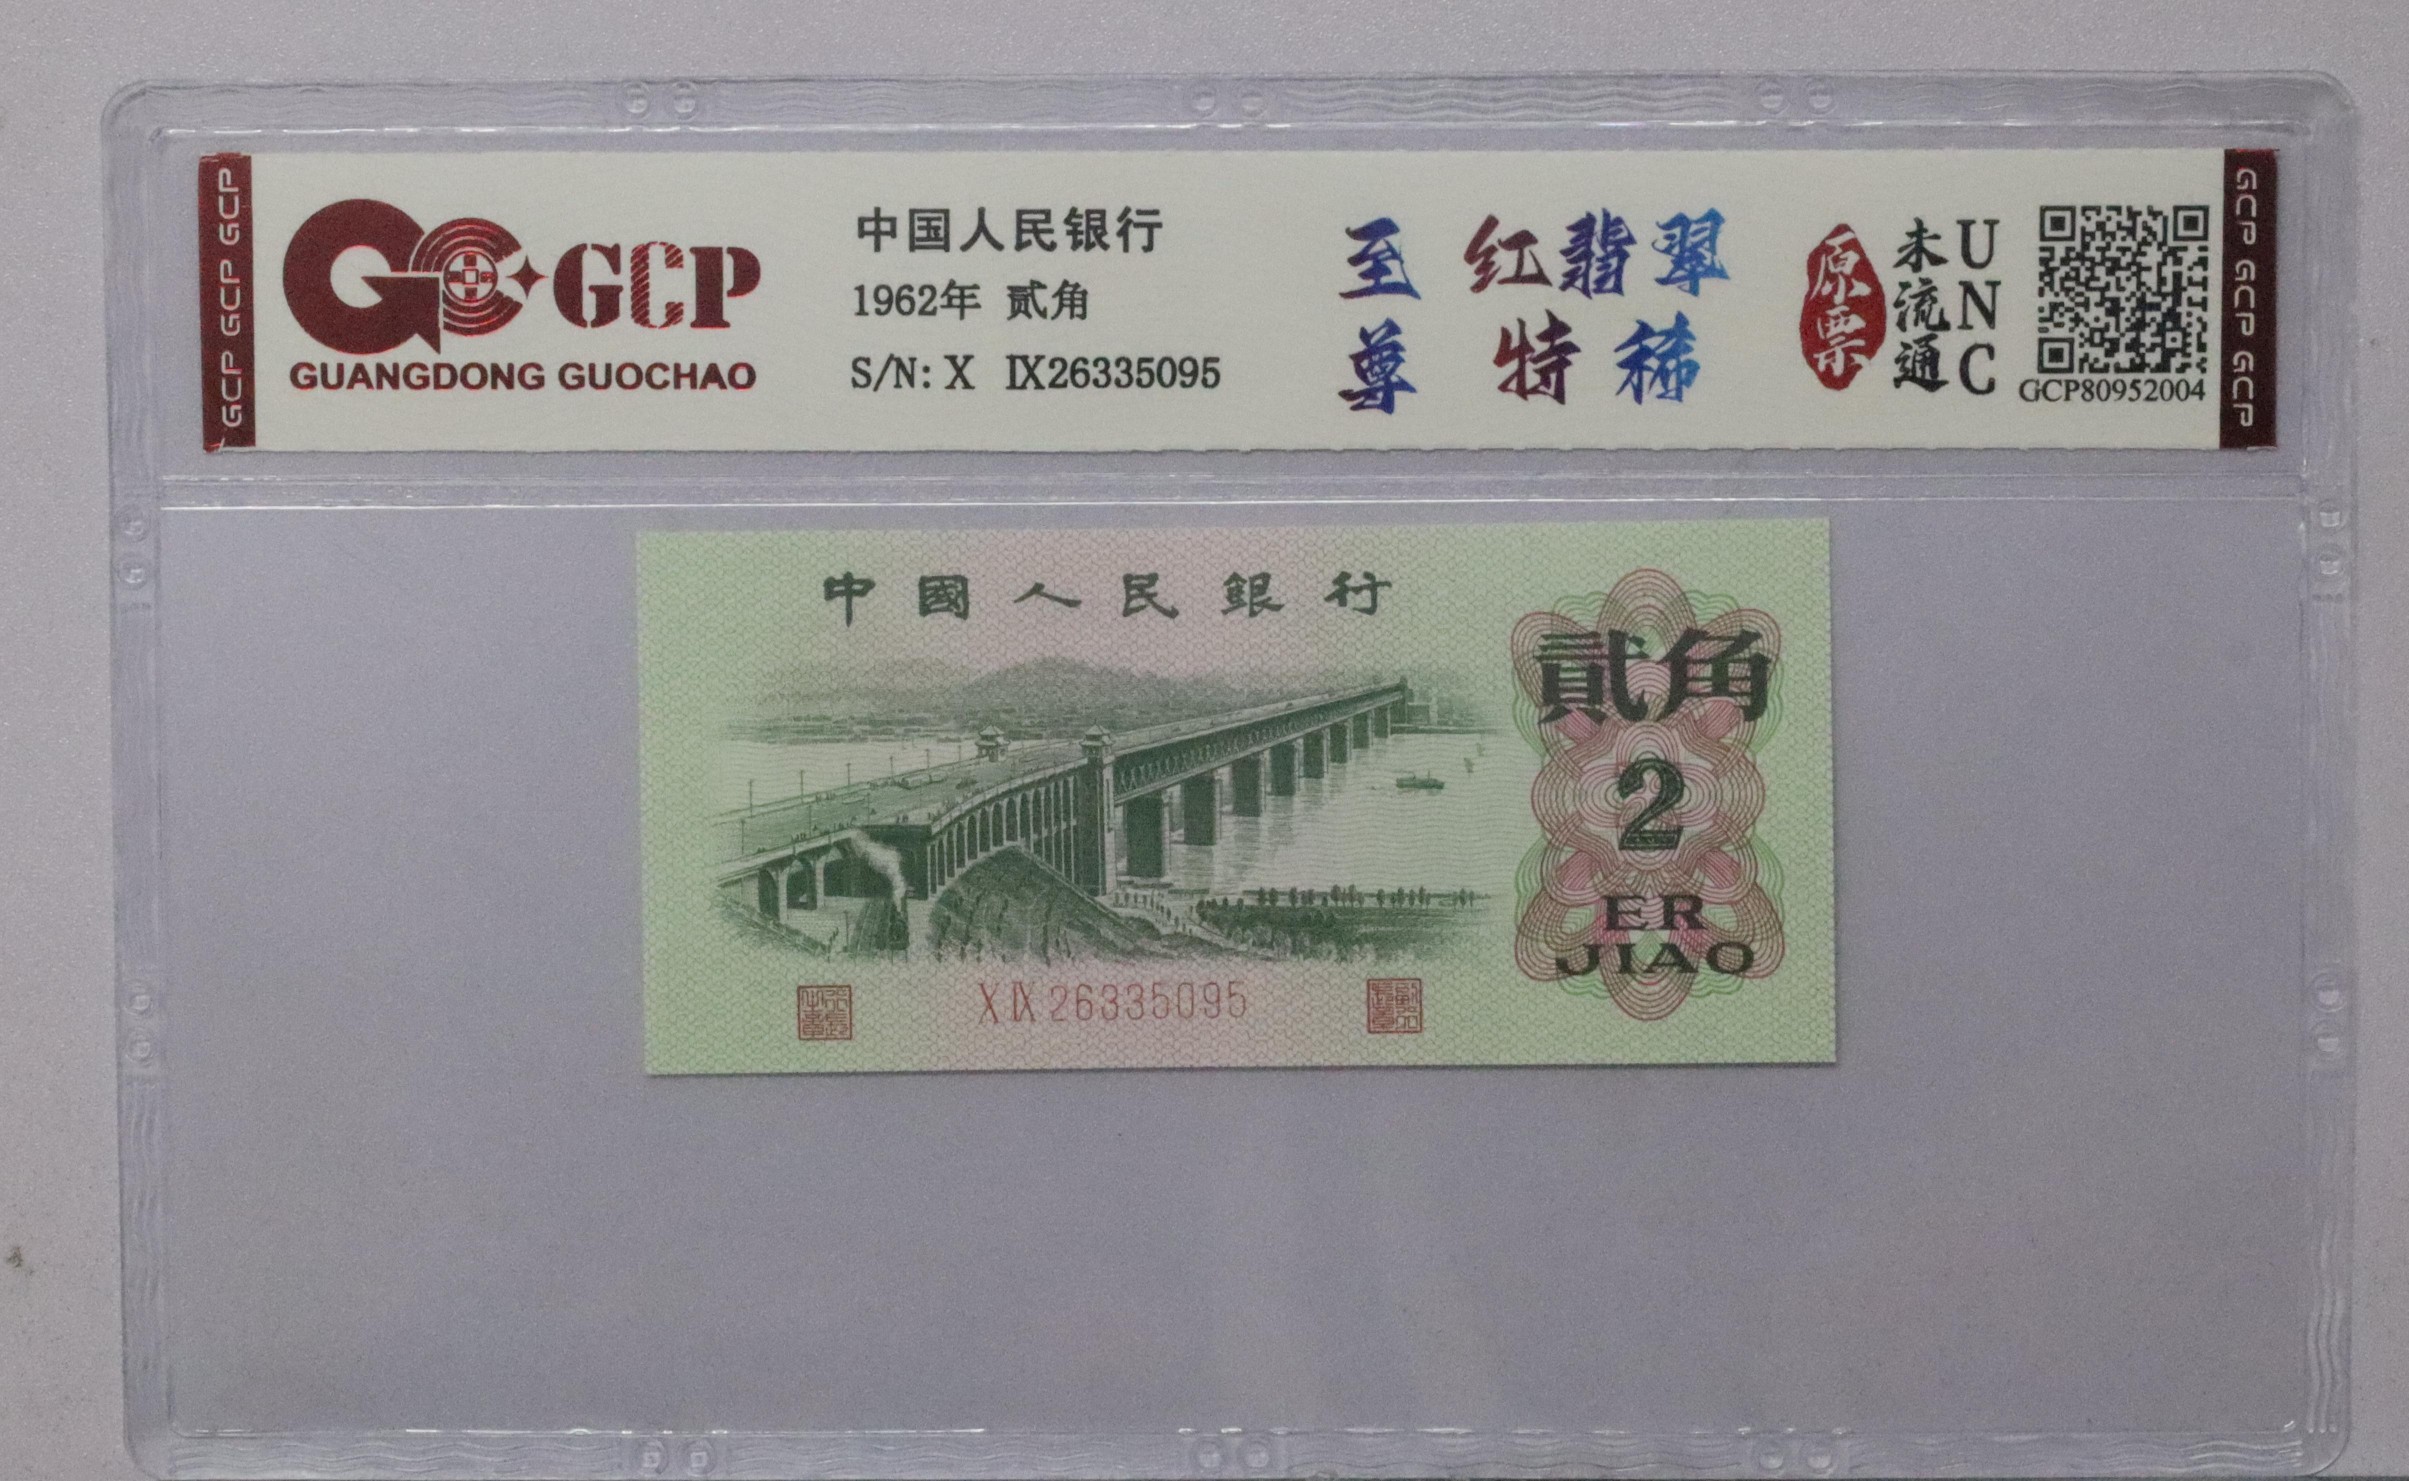 GCP GCP GCP
GCP
GUANGDONG GUOCHAO
中国人民银行
1962年 贰角
S/N: X Ⅸ26335095
至尊
红翡翠
特稀
原票
未流通
UNC
GCP80952004
GCP GCP GCP
中國人民銀行
貳角
2
ER
JIAO
X Ⅸ 26335095